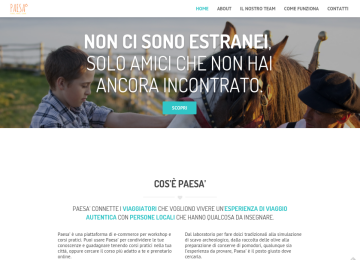 PAESA'
HOME ABOUT IL NOSTRO TEAM COME FUNZIONA CONTATTI
NON CI SONO ESTRANEI,
SOLO AMICI CHE NON HAI
ANCORA INCONTRATO.
SCOPRI
COS'È PAESA'
PAESA' CONNETTE I VIAGGIATORI CHE VOGLIONO VIVERE UN'ESPERIENZA DI VIAGGIO
AUTENTICA CON PERSONE LOCALI CHE HANNO QUALCOSA DA INSEGNARE.
Paesa' è una piattaforma di e-commerce per workshop e
corsi pratici. Puoi usare Paesa' per condividere le tue
conoscenze e guadagnare tenendo corsi pratici nella tua
città, oppure cercare il corso più adatto a te e prenotarlo
online.
Dal laboratorio per fare dolci tradizionali alla simulazione
di scavo archeologico, dalla raccolta delle olive alla
preparazione di conserve di pomodori, qualunque sia
l'esperienza da provare, Paesa' è il posto giusto dove
cercarlo.